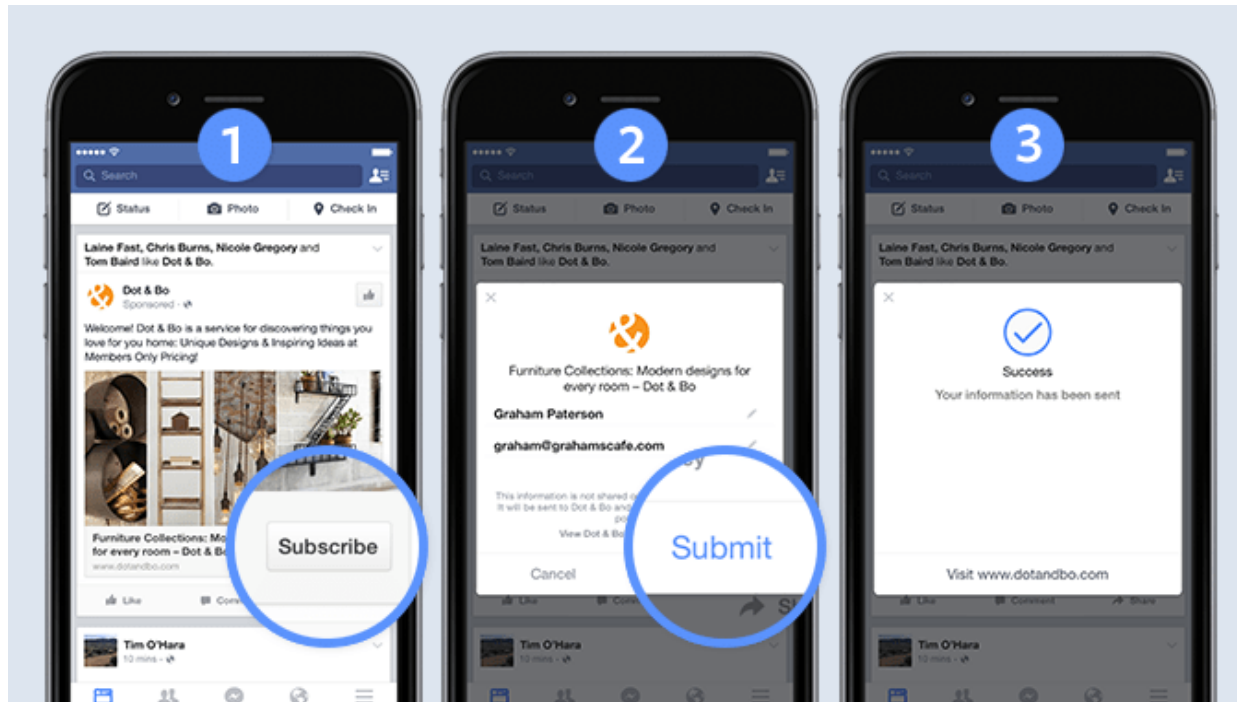 1
Search
Status
Photo
Check In
Laine Fast, Chris Burns, Nicole Gregory and
Tom Baird like Dot & Bo.
Dot & Bo
Sponsored
Welcome! Dot & Bo is a service for discovering things you
love for you home: Unique Designs & Inspiring Ideas at
Members Only Pricing!
Furniture Collections: Mo
for every room – Dot & B
www.dotandbo.com
Subscribe
Like
Com
Tim O'Hara
10 mins
2
Search
Status
Photo
Check In
Laine Fast, Chris Burns, Nicole Gregory and
Tom Baird like Dot & Bo.
&
Furniture Collections: Modern designs for
every room – Dot & Bo
Graham Paterson
graham@grahamscafe.com
This information is not shared
It will be sent to Dot & Bo and
View Dot & Bo
Cancel
Submit
Like
Com
Tim O'Hara
10 mins
3
Search
Status
Photo
Check In
Laine Fast, Chris Burns, Nicole Gregory and
Tom Baird like Dot & Bo.
Success
Your information has been sent
Visit www.dotandbo.com
Like
Comment
Share
Tim O'Hara
10 mins